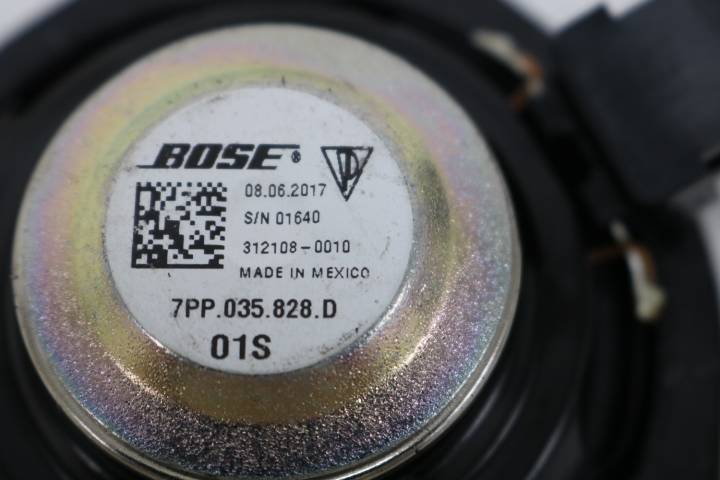 BOSE®
08.06.2017
S/N 01640
312108-0010
MADE IN MEXICO
7PP.035.828.D
01S